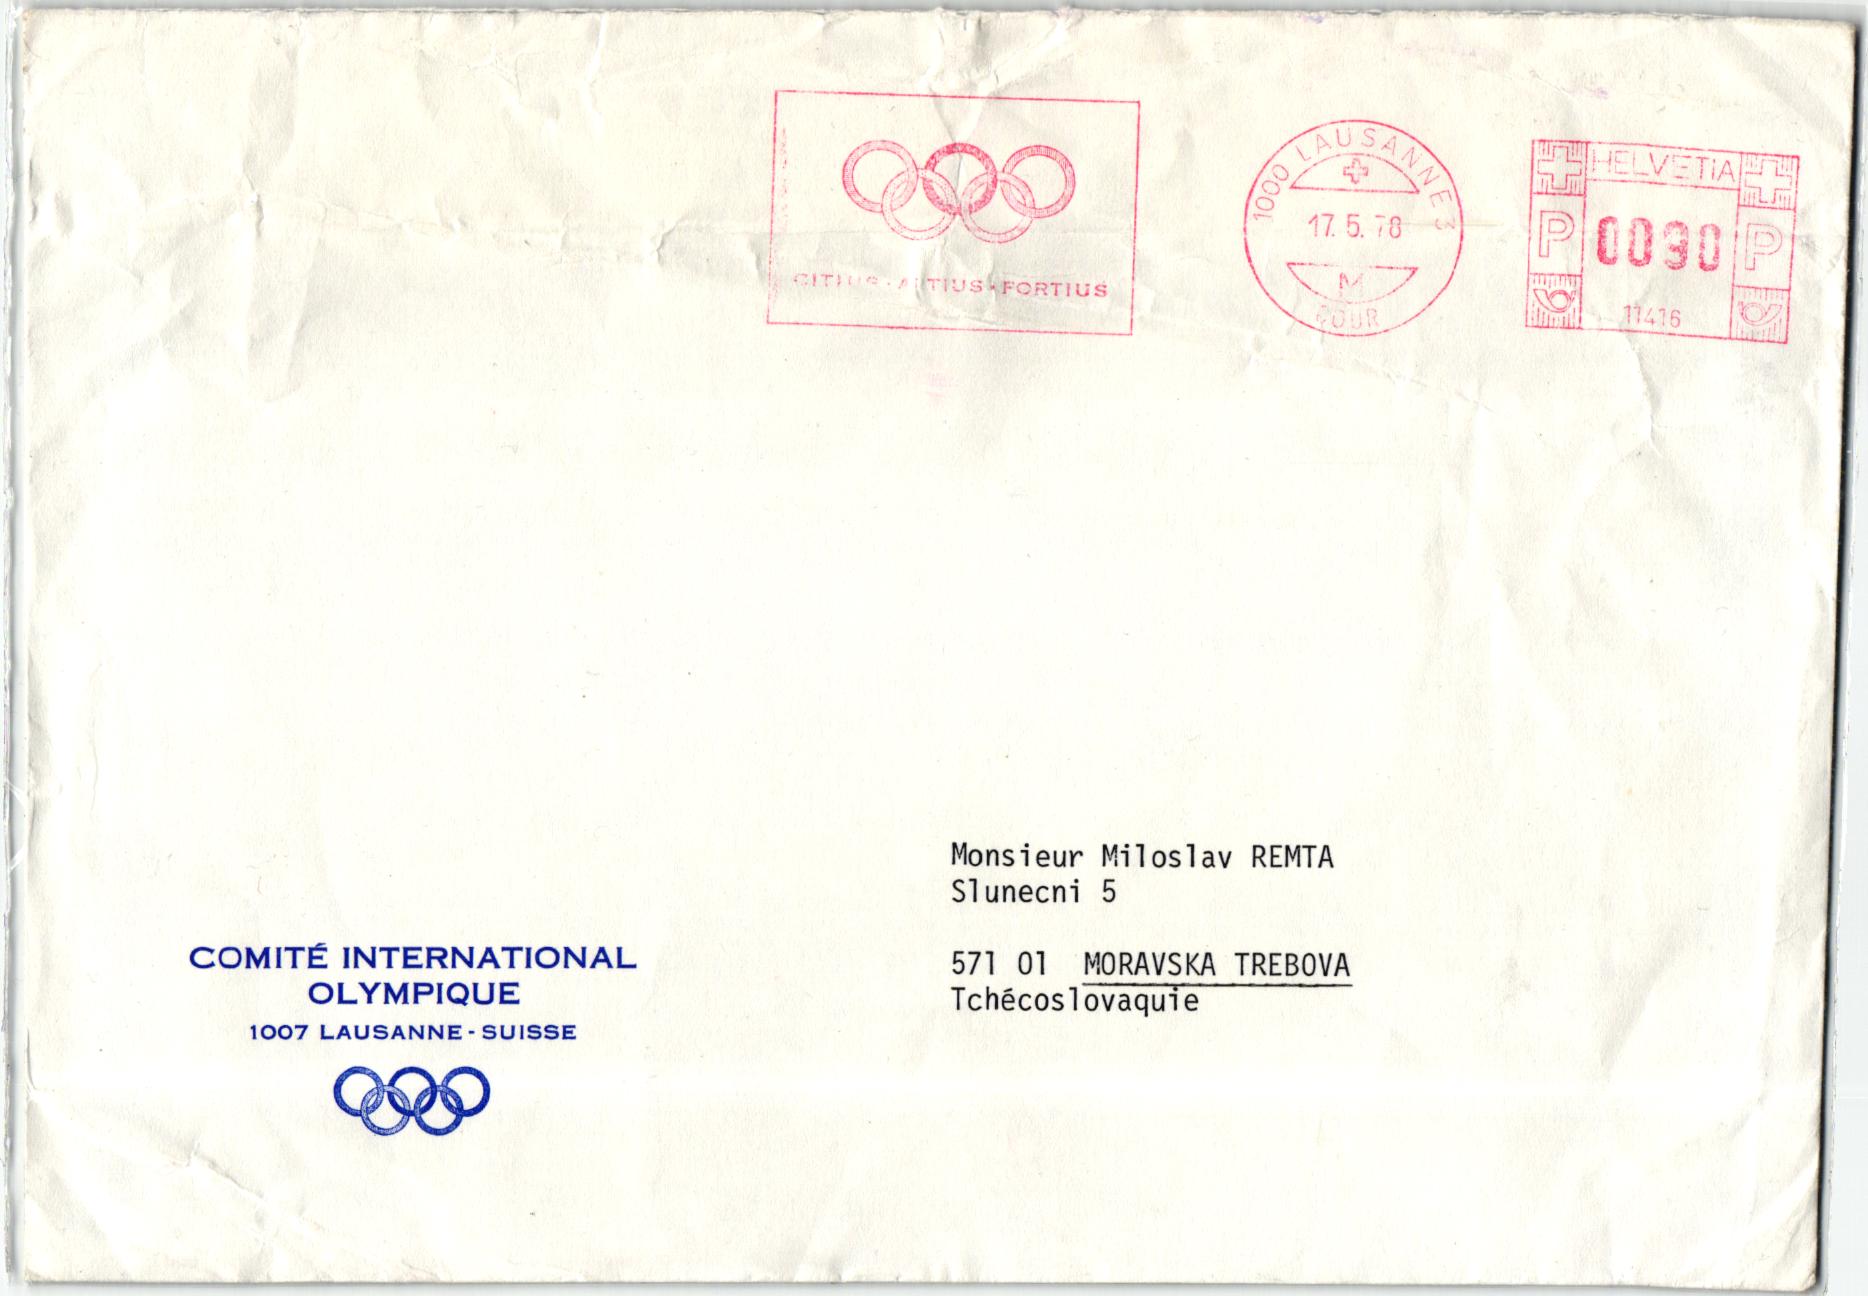 CITIUS · ALTIUS · FORTIUS
1000 LAUSANNE 3
17. 5. 78
M
COUR
HELVETIA
P 0030 P
11416
Monsieur Miloslav REMTA
Slunecni 5
571 01 MORAVSKA TREBOVA
Tchécoslovaquie
COMITÉ INTERNATIONAL
OLYMPIQUE
1007 LAUSANNE - SUISSE